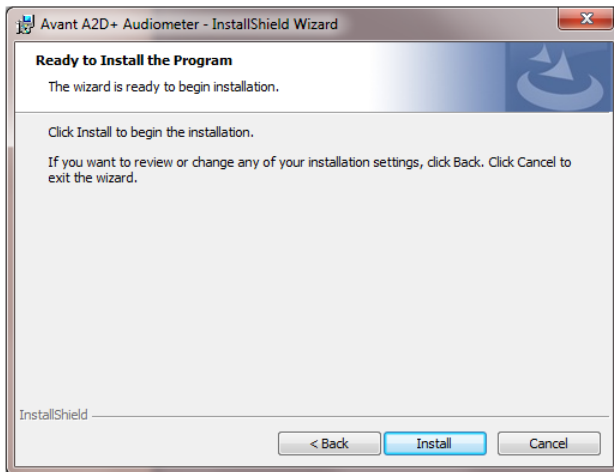 Avant A2D+ Audiometer - InstallShield Wizard
Ready to Install the Program
The wizard is ready to begin installation.
Click Install to begin the installation.
If you want to review or change any of your installation settings, click Back. Click Cancel to
exit the wizard.
InstallShield
< Back Install Cancel